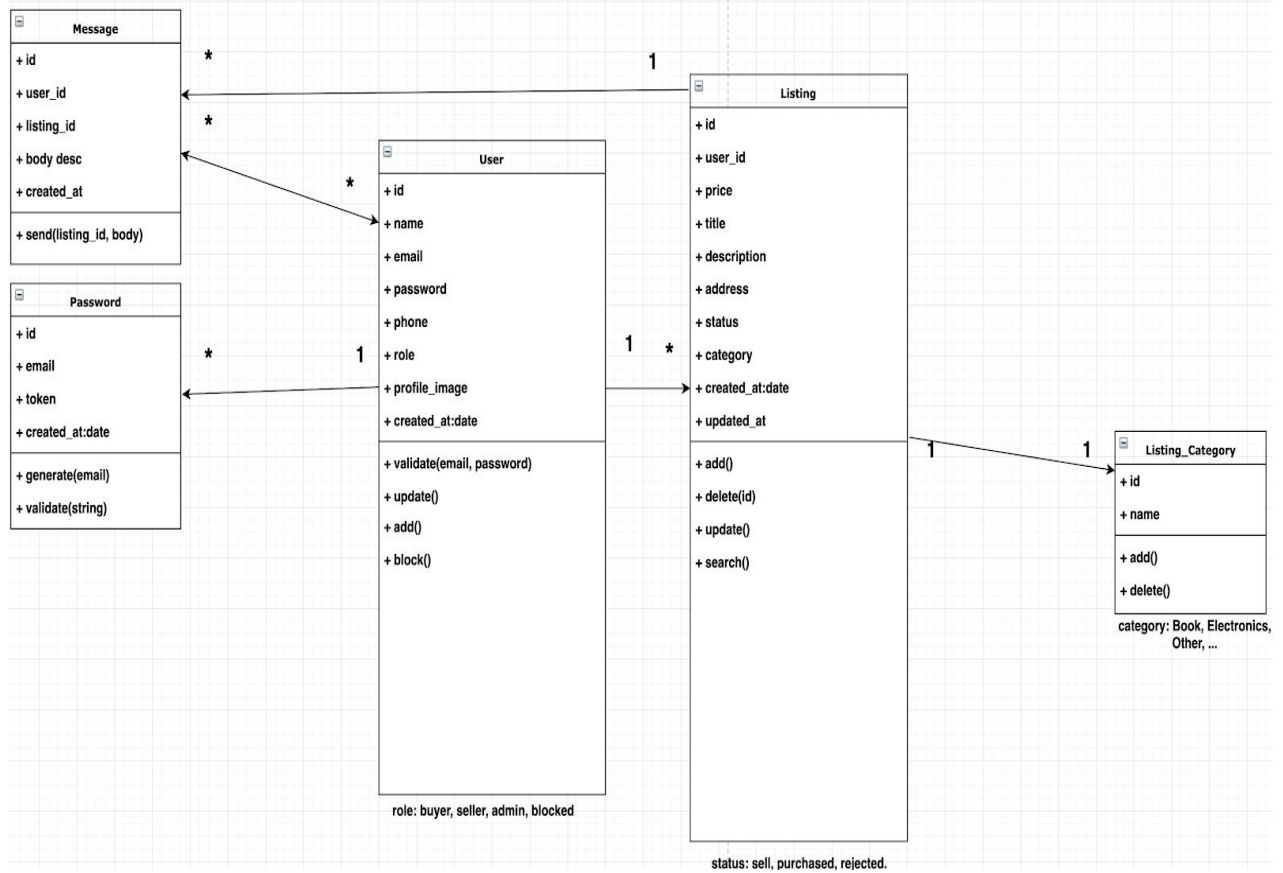 Message
+ id
+ user_id
+ listing_id
+ body desc
+ created_at
+ send(listing_id, body)
*
*
1
Password
+ id
+ email
+ token
+ created_at:date
+ generate(email)
+ validate(string)
*
1
*
User
+ id
+ name
+ email
+ password
+ phone
+ role
+ profile_image
+ created_at:date
+ validate(email, password)
+ update()
+ add()
+ block()
role: buyer, seller, admin, blocked
1
*
Listing
+ id
+ user_id
+ price
+ title
+ description
+ address
+ status
+ category
+ created_at:date
+ updated_at
+ add()
+ delete(id)
+ update()
+ search()
status: sell, purchased, rejected.
1
1
Listing_Category
+ id
+ name
+ add()
+ delete()
category: Book, Electronics,
Other, ...